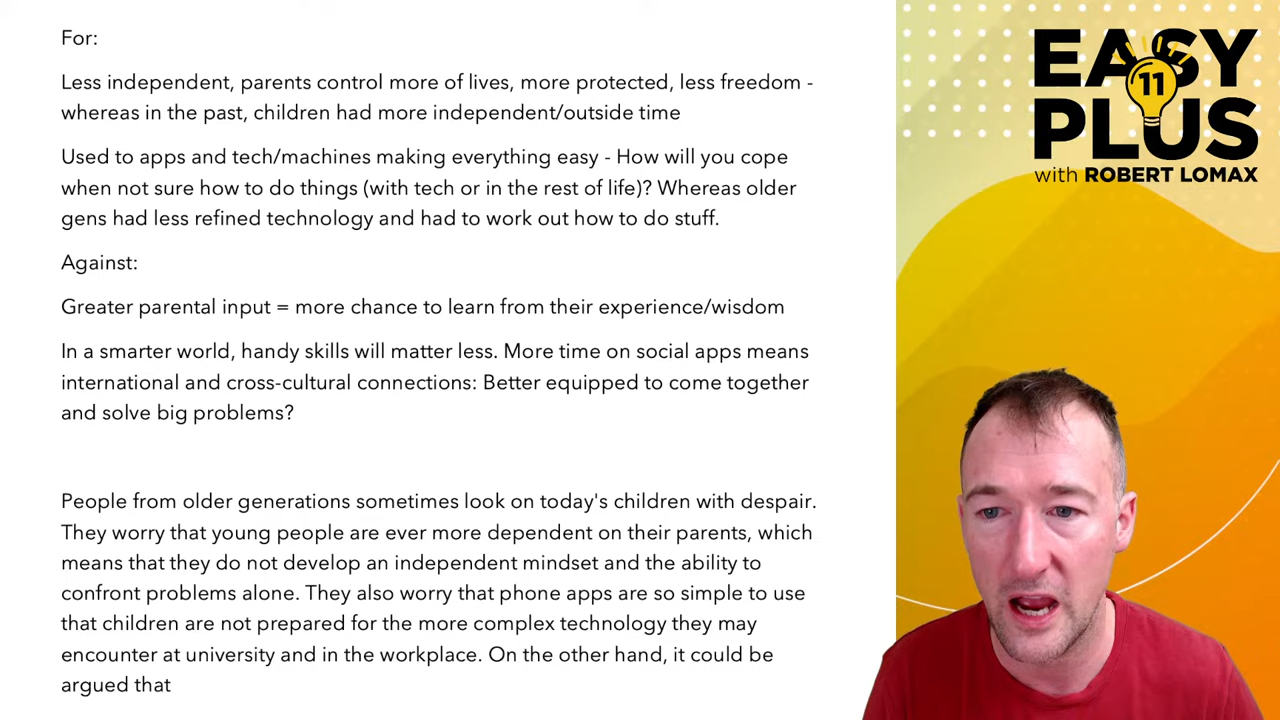 For:
Less independent, parents control more of lives, more protected, less freedom -
whereas in the past, children had more independent/outside time
Used to apps and tech/machines making everything easy - How will you cope
when not sure how to do things (with tech or in the rest of life)? Whereas older
gens had less refined technology and had to work out how to do stuff.
Against:
Greater parental input = more chance to learn from their experience/wisdom
In a smarter world, handy skills will matter less. More time on social apps means
international and cross-cultural connections: Better equipped to come together
and solve big problems?
People from older generations sometimes look on today's children with despair.
They worry that young people are ever more dependent on their parents, which
means that they do not develop an independent mindset and the ability to
confront problems alone. They also worry that phone apps are so simple to use
that children are not prepared for the more complex technology they may
encounter at university and in the workplace. On the other hand, it could be
argued that
EASY
11
PLUS
with ROBERT LOMAX